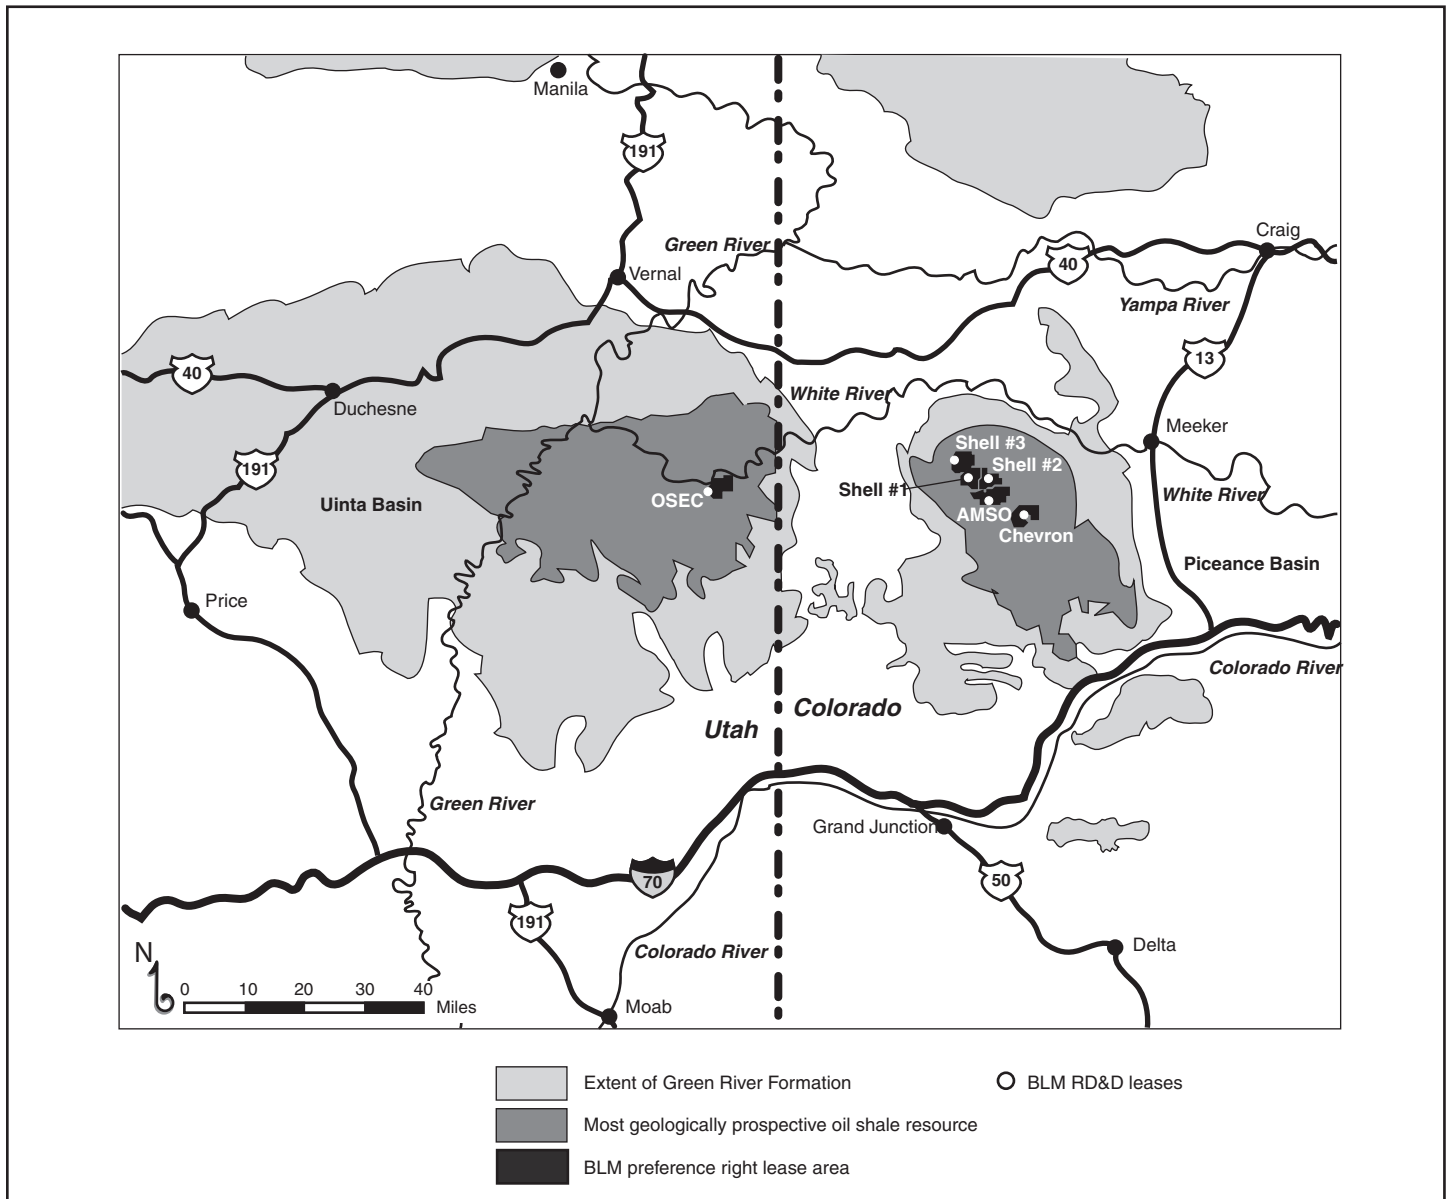 Manila
191
Green River
Craig
Vernal
40
Yampa River
40
13
White River
Duchesne
Meeker
191
Shell #3
Shell #2
Shell #1
White River
Uinta Basin
OSEC
AMSO
Chevron
Piceance Basin
Price
Colorado River
Colorado
Utah
Green River
Grand Junction
70
50
191
Delta
Colorado River
N
0 10 20 30 40
Miles
Moab
Extent of Green River Formation
BLM RD&D leases
Most geologically prospective oil shale resource
BLM preference right lease area